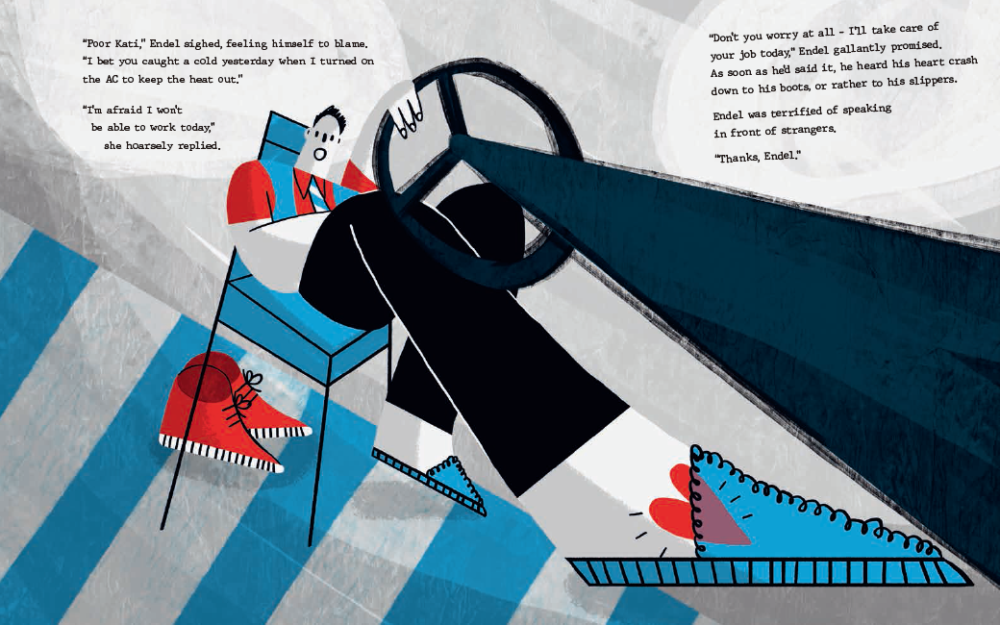 “Poor Kati,” Endel sighed, feeling himself to blame.
“I bet you caught a cold yesterday when I turned on
the AC to keep the heat out.”
“I’m afraid I won’t
be able to work today,”
she hoarsely replied.
“Don’t you worry at all – I’ll take care of
your job today,” Endel gallantly promised.
As soon as he’d said it, he heard his heart crash
down to his boots, or rather to his slippers.
Endel was terrified of speaking
in front of strangers.
“Thanks, Endel.”